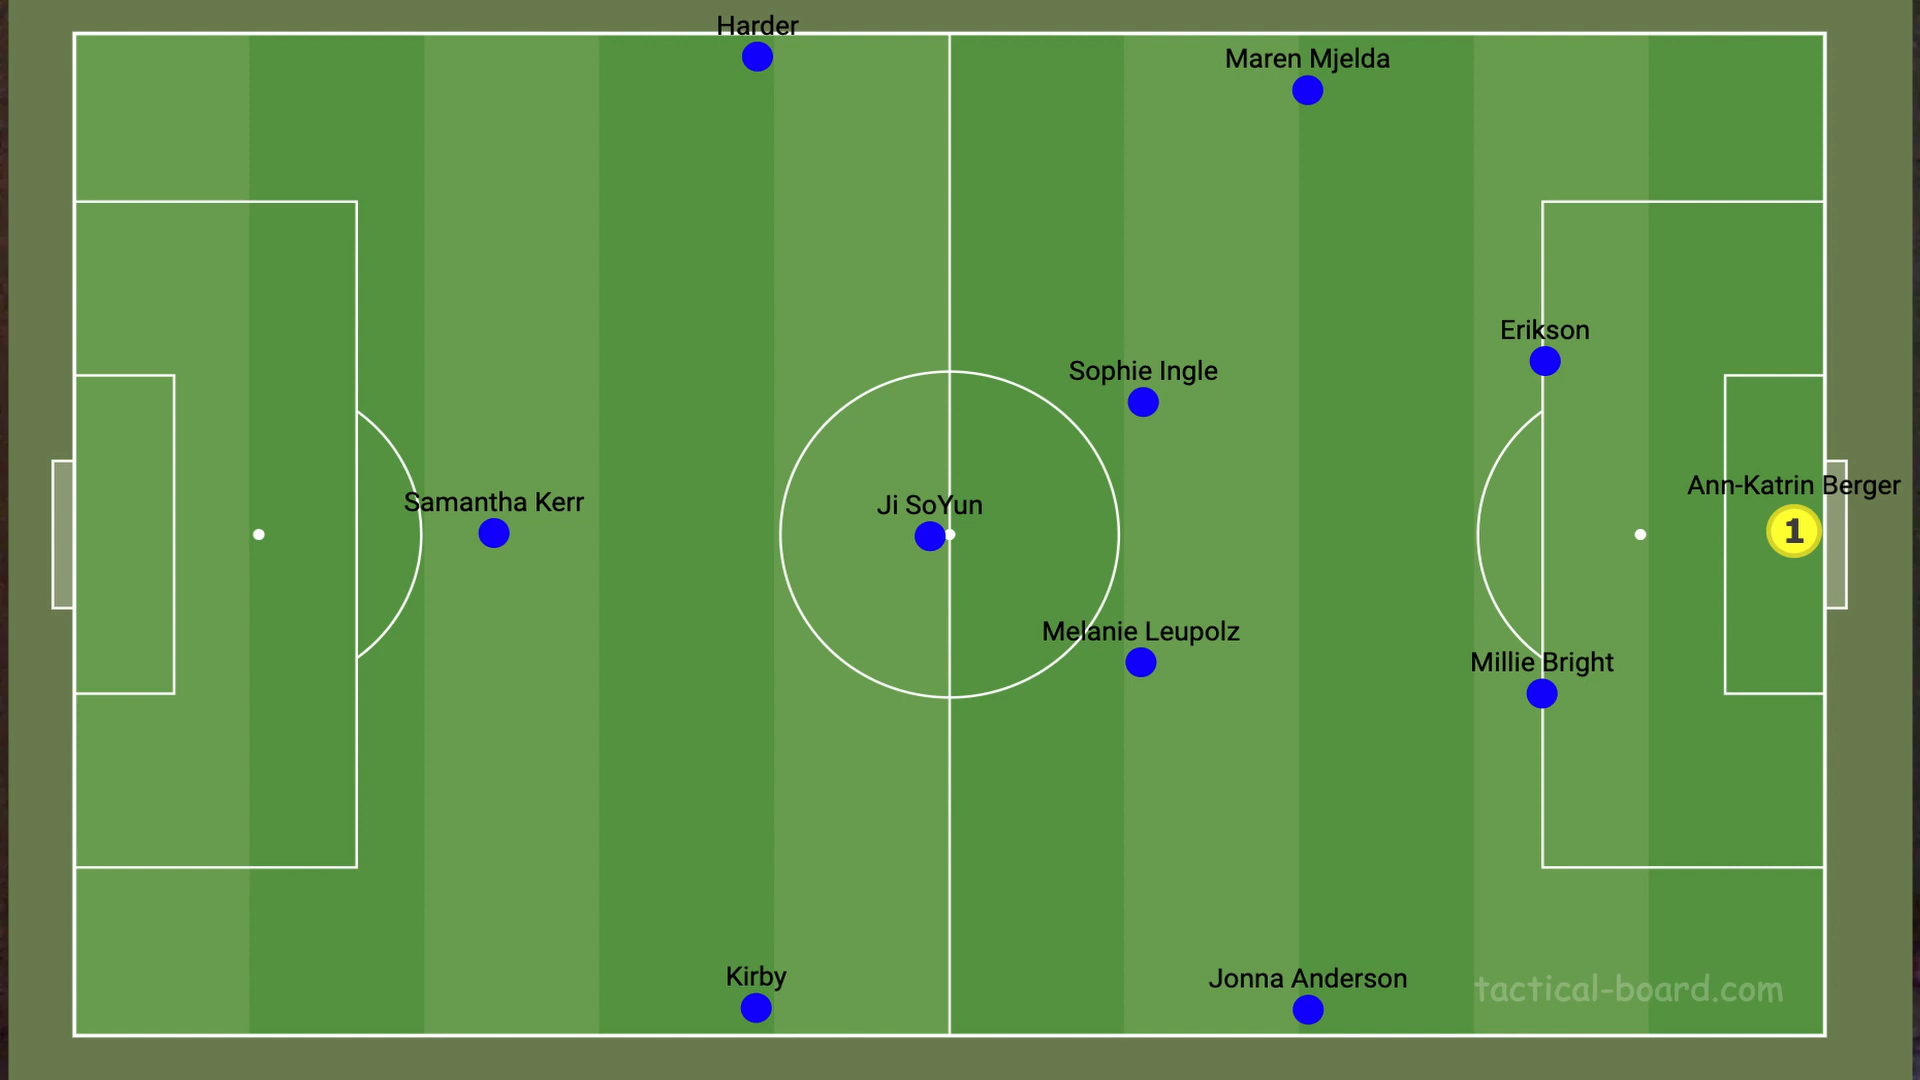 Harder
Maren Mjelda
Erikson
Sophie Ingle
Ann-Katrin Berger
Samantha Kerr
Ji SoYun
1
Melanie Leupolz
Millie Bright
Kirby
Jonna Anderson
tactical-board.com